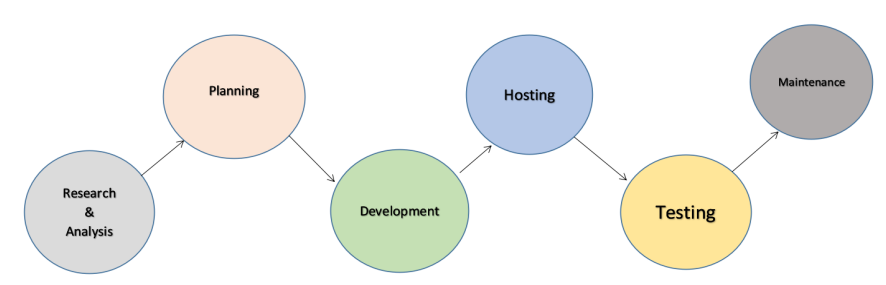 Research
&
Analysis
Planning
Development
Hosting
Testing
Maintenance